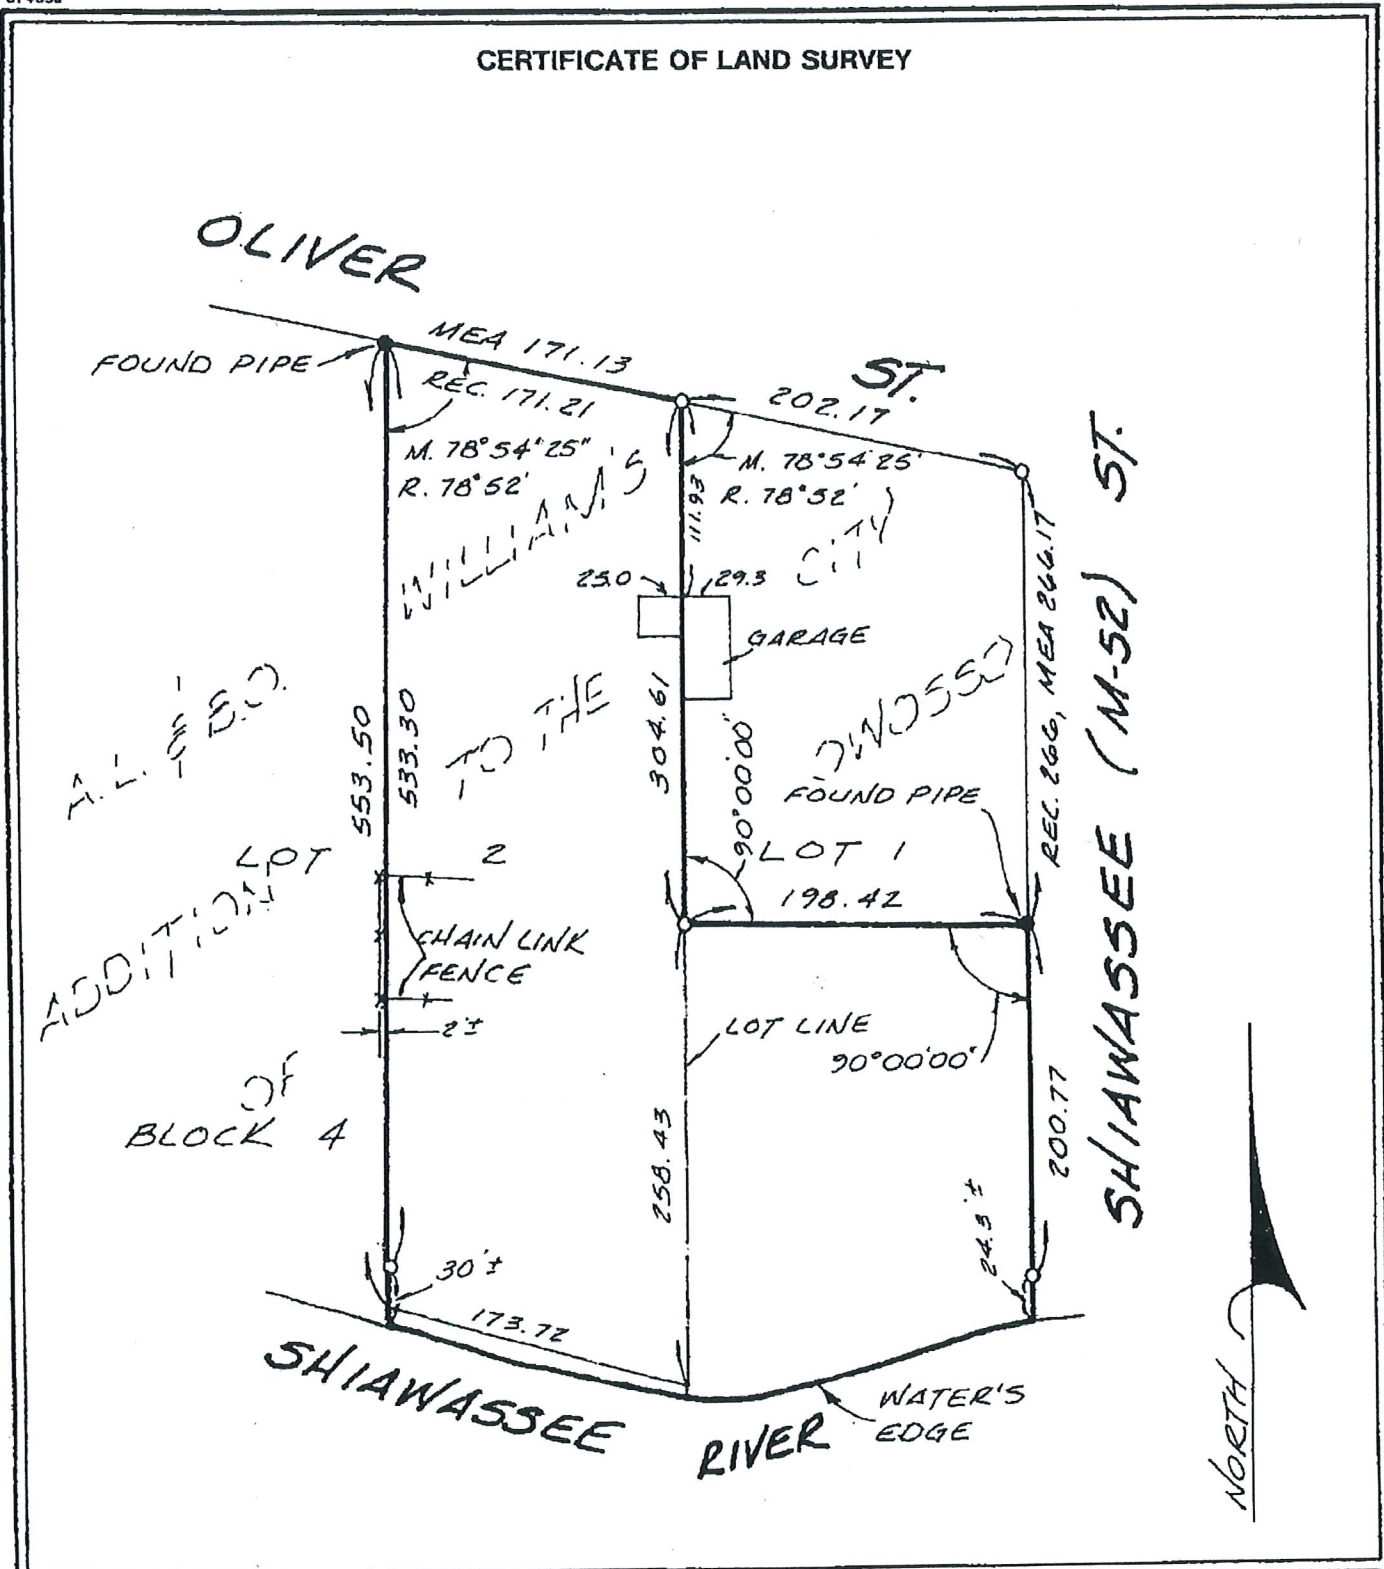 CERTIFICATE OF LAND SURVEY
OLIVER ST.
FOUND PIPE
MEA 171.13
REC. 171.21
202.17
M. 78°54'25"
R. 78°52'
M. 78°54'25'
R. 78°52'
111.93
25.0
29.3
GARAGE
A.L. & B.O.
WILLIAM'S
ADDITION
TO THE
CITY
OF
OWOSSO
553.50
533.30
304.61
90°00'00"
FOUND PIPE
REC. 266, MEA 266.17
SHIAWASSEE (M-52) ST.
LOT 2
LOT 1
198.42
CHAIN LINK
FENCE
2'±
LOT LINE
90°00'00"
BLOCK 4
258.43
200.77
24.3'±
30'±
173.72
SHIAWASSEE RIVER
WATER'S
EDGE
NORTH